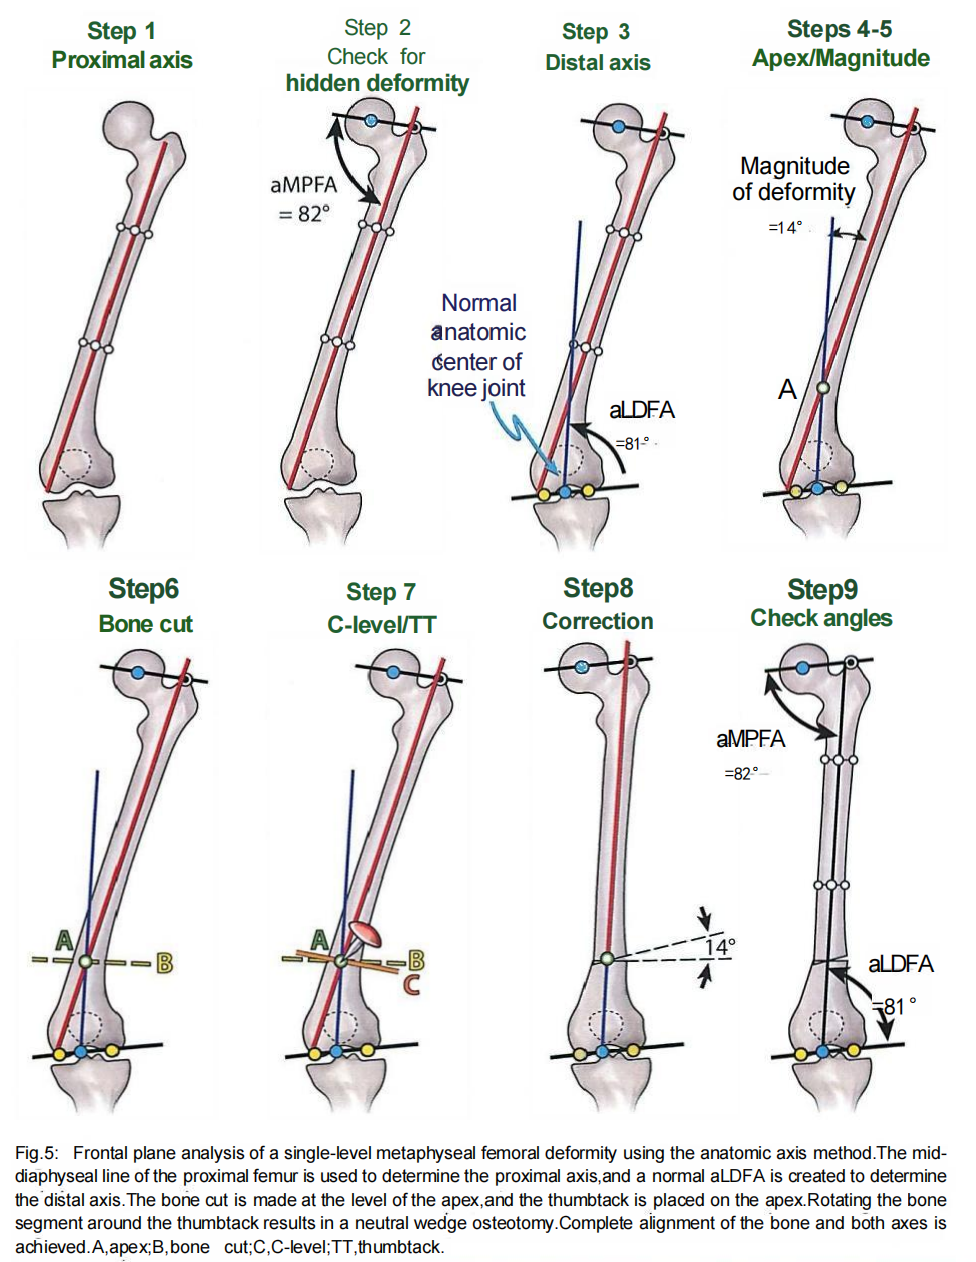 Step 1
Proximal axis
Step 2
Check for
hidden deformity
Step 3
Distal axis
Steps 4-5
Apex/Magnitude
aMPFA
= 82°
Normal
anatomic
center of
knee joint
aLDFA
=81°
Magnitude
of deformity
=14°
A
Step6
Bone cut
Step 7
C-level/TT
Step8
Correction
Step9
Check angles
A
B
A
B
C
14°
aMPFA
=82°
aLDFA
=81°
Fig.5: Frontal plane analysis of a single-level metaphyseal femoral deformity using the anatomic axis method.The mid-
diaphyseal line of the proximal femur is used to determine the proximal axis,and a normal aLDFA is created to determine
the distal axis.The bone cut is made at the level of the apex,and the thumbtack is placed on the apex.Rotating the bone
segment around the thumbtack results in a neutral wedge osteotomy.Complete alignment of the bone and both axes is
achieved.A,apex;B,bone cut;C,C-level;TT,thumbtack.